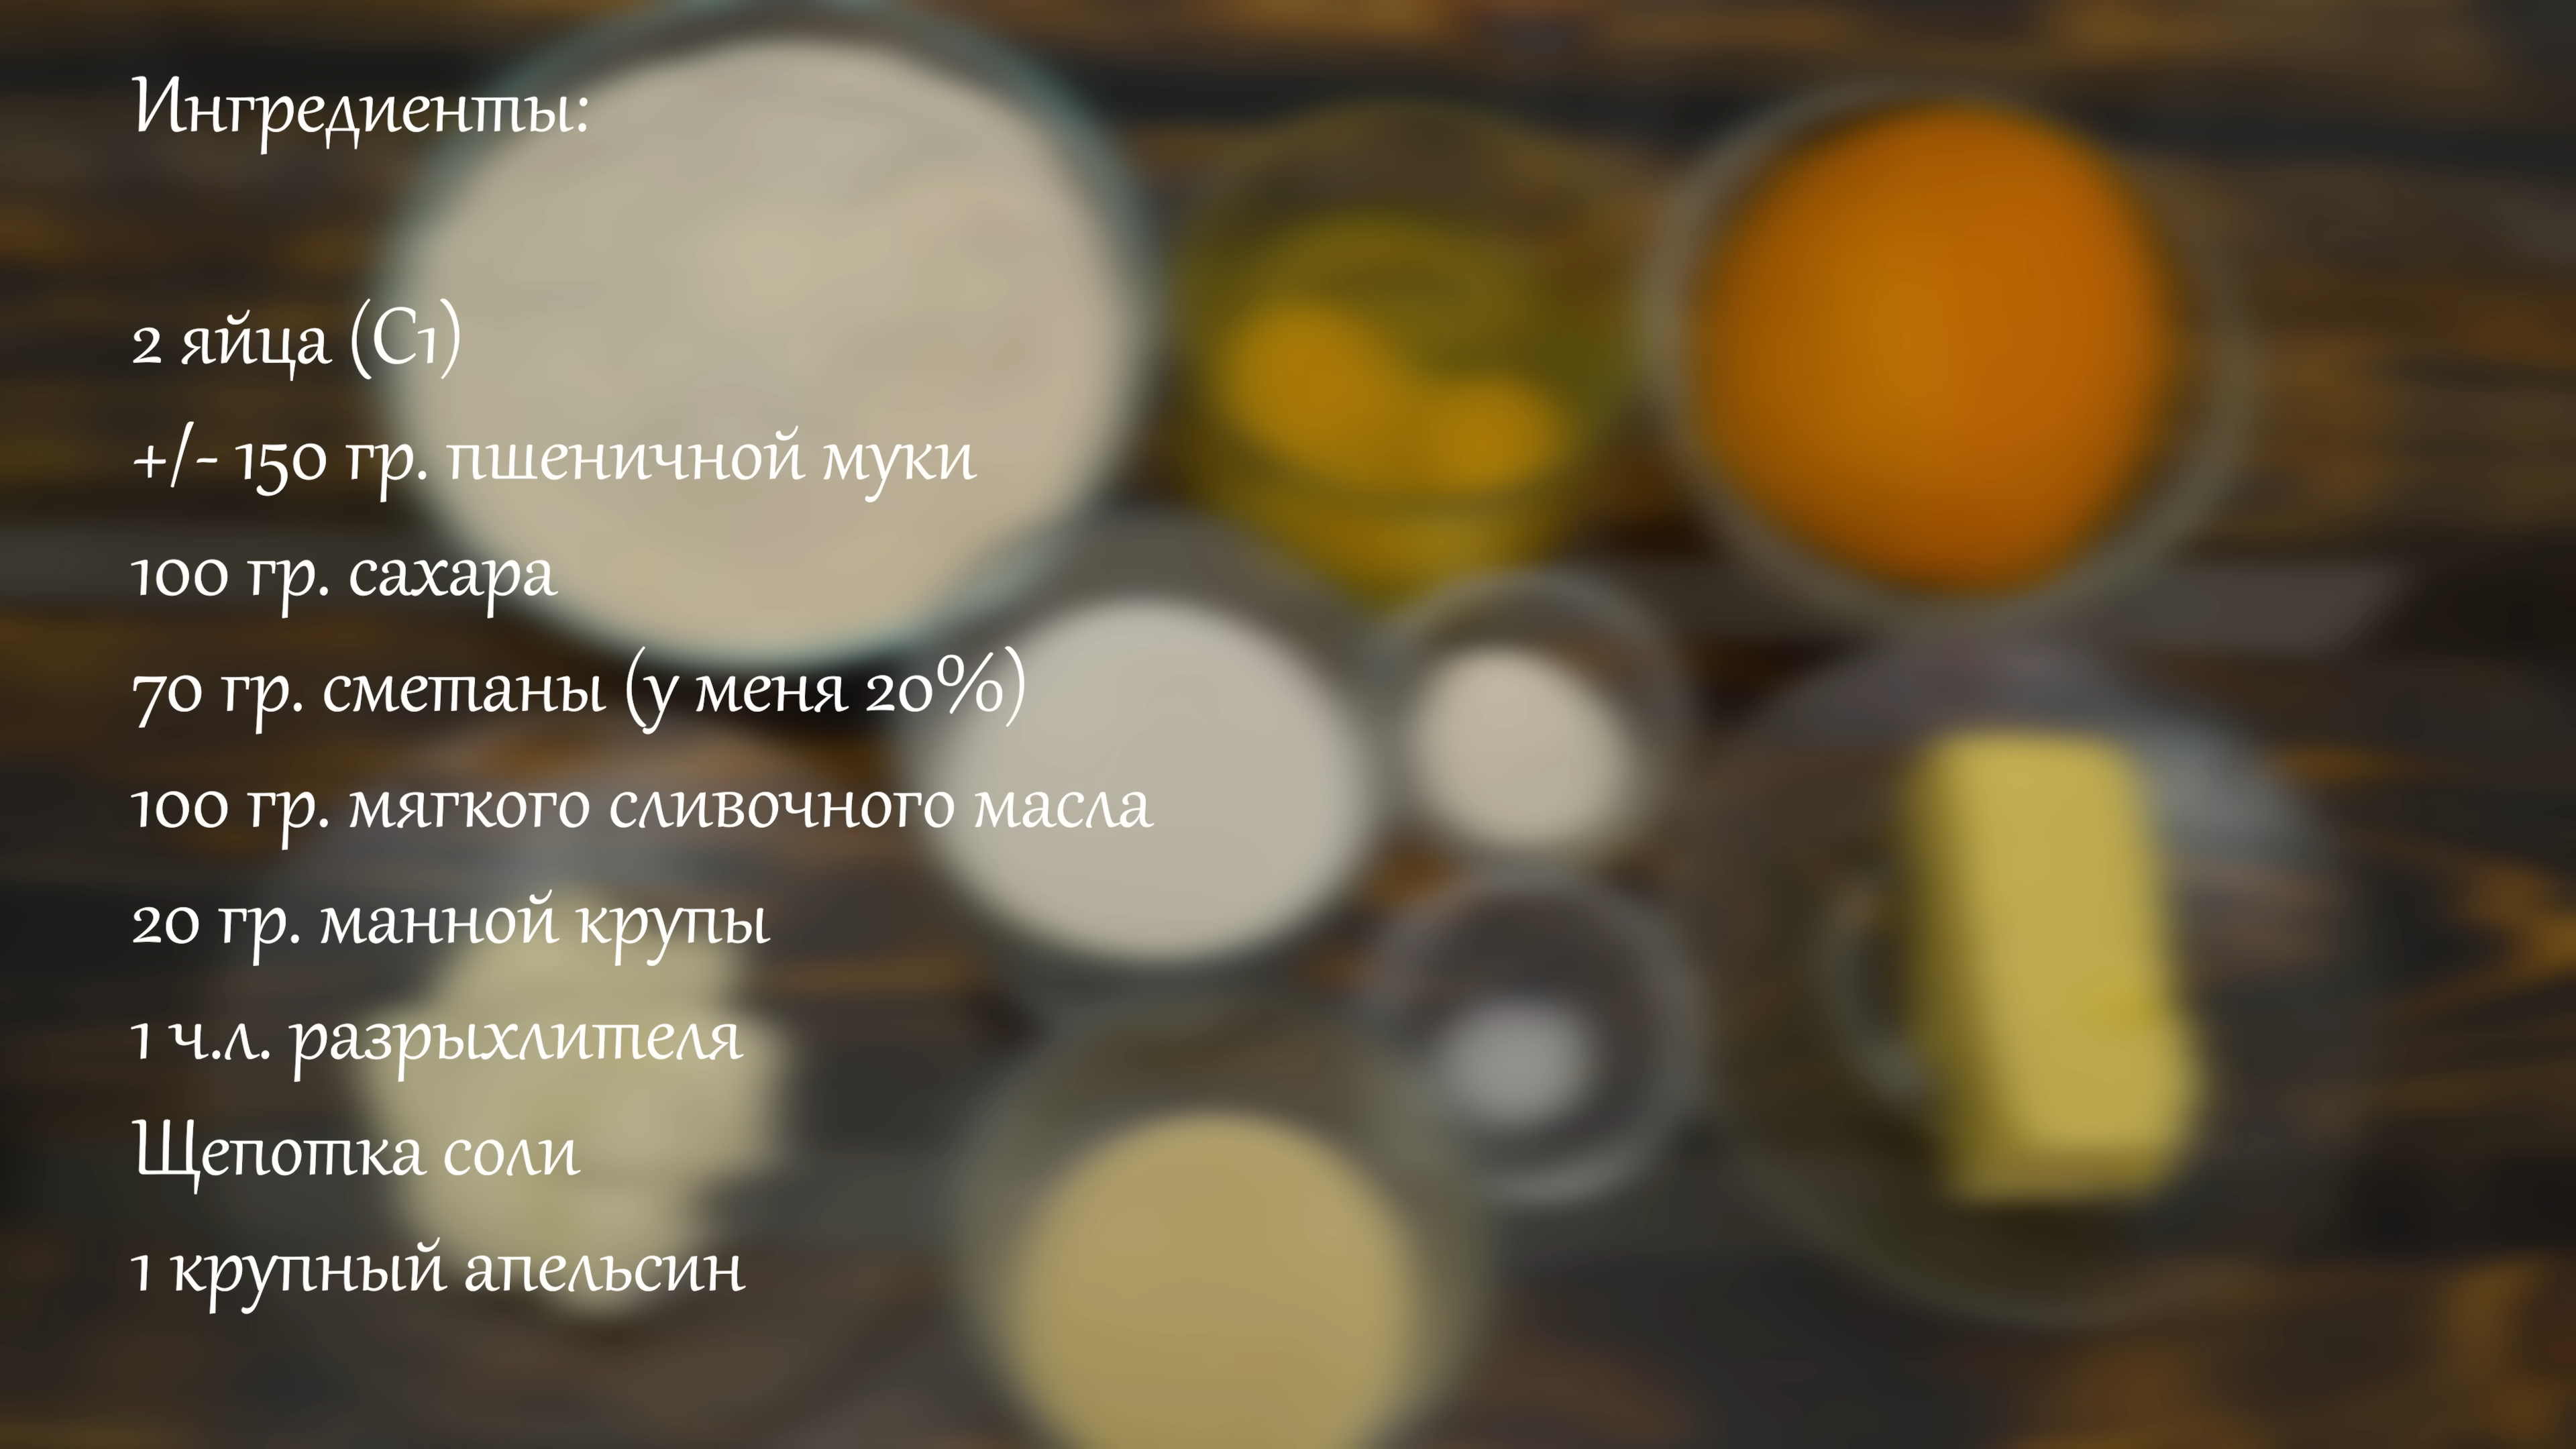 Ингредиенты:
2 яйца (С1)
+/- 150 гр. пшеничной муки
100 гр. сахара
70 гр. сметаны (у меня 20%)
100 гр. мягкого сливочного масла
20 гр. манной крупы
1 ч.л. разрыхлителя
Щепотка соли
1 крупный апельсин